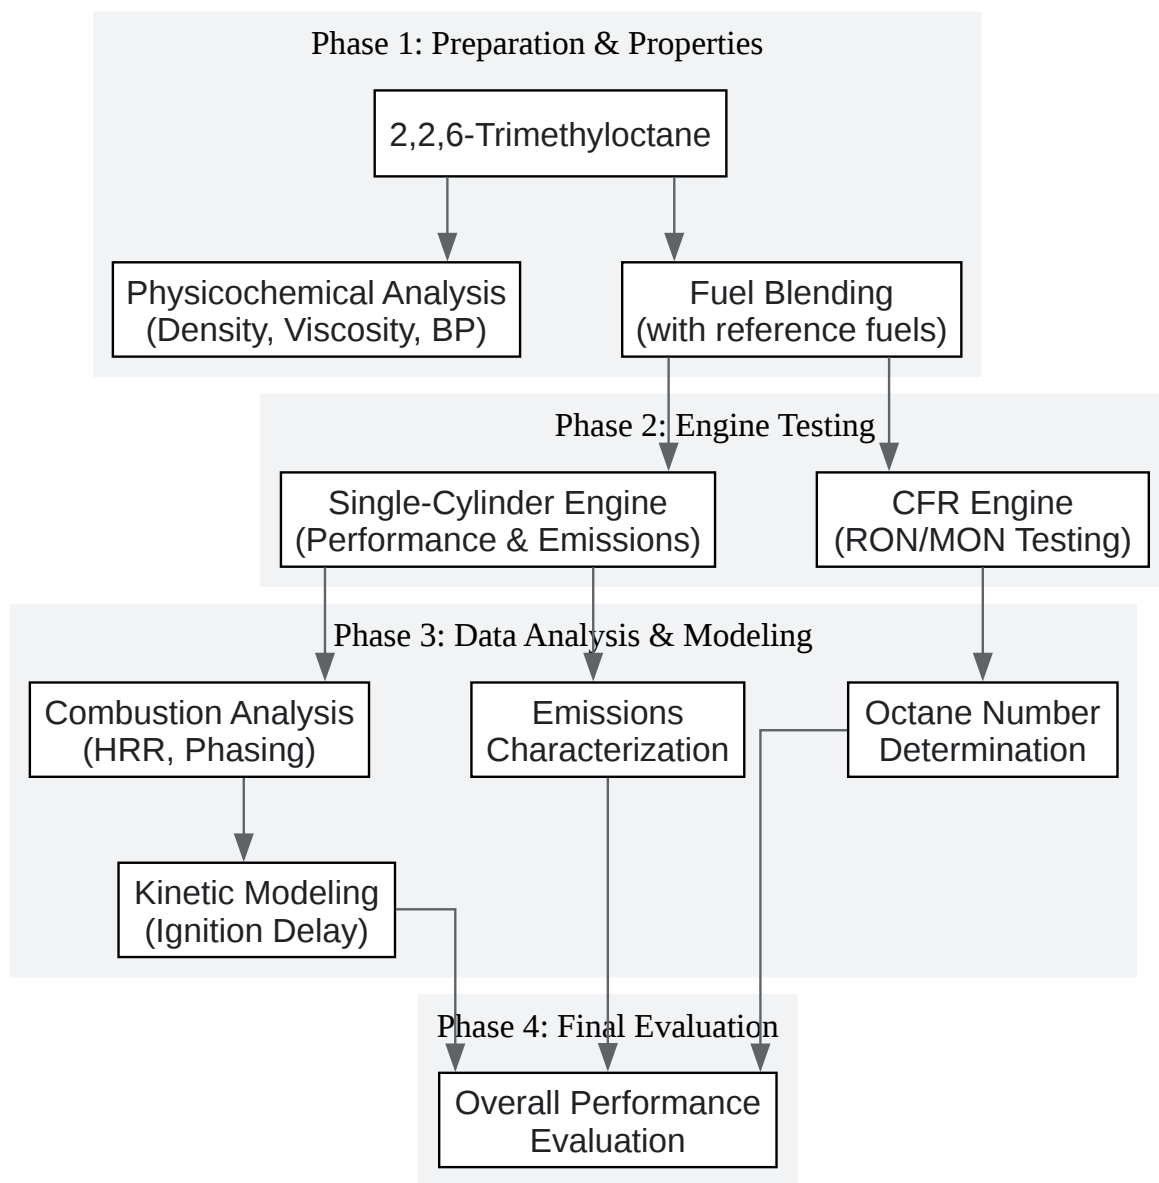 Phase 1: Preparation & Properties
2,2,6-Trimethyloctane
Physicochemical Analysis
(Density, Viscosity, BP)
Fuel Blending
(with reference fuels)
Phase 2: Engine Testing
Single-Cylinder Engine
(Performance & Emissions)
CFR Engine
(RON/MON Testing)
Phase 3: Data Analysis & Modeling
Combustion Analysis
(HRR, Phasing)
Emissions
Characterization
Octane Number
Determination
Kinetic Modeling
(Ignition Delay)
Phase 4: Final Evaluation
Overall Performance
Evaluation